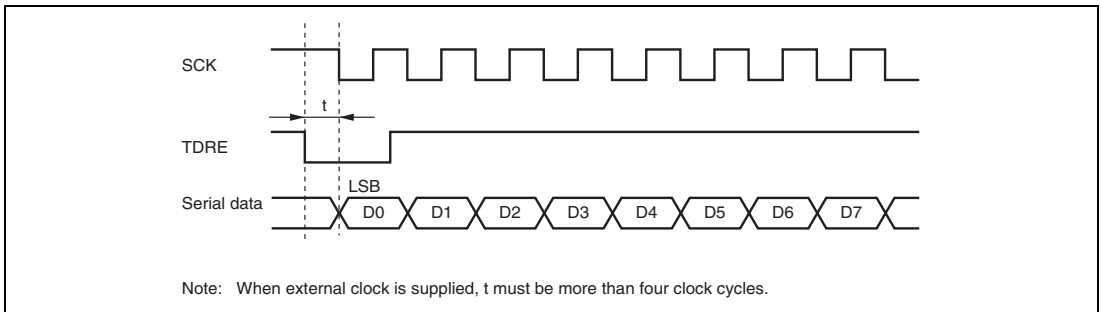 SCK
t
TDRE
LSB
Serial data
D0 D1 D2 D3 D4 D5 D6 D7
Note: When external clock is supplied, t must be more than four clock cycles.